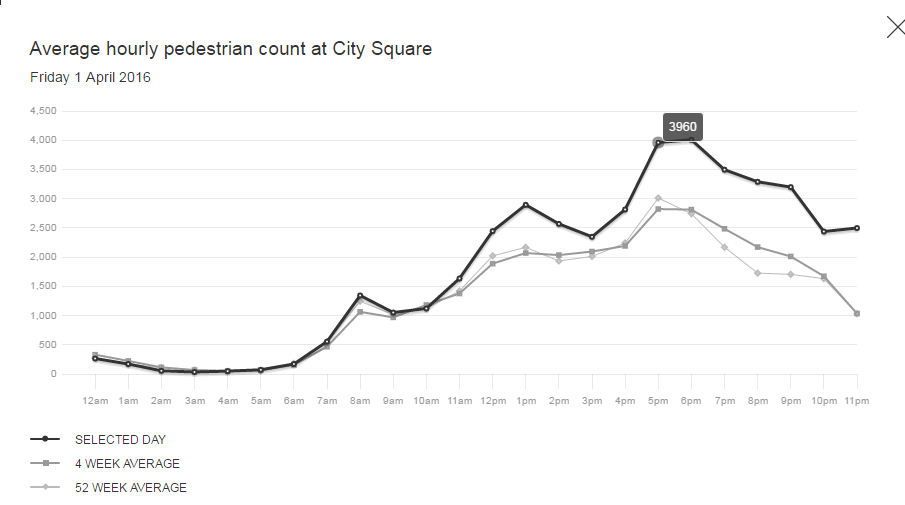 Average hourly pedestrian count at City Square
Friday 1 April 2016
4,500
4,000
3,500
3,000
2,500
2,000
1,500
1,000
500
0
3960
12am 1am 2am 3am 4am 5am 6am 7am 8am 9am 10am 11am 12pm 1pm 2pm 3pm 4pm 5pm 6pm 7pm 8pm 9pm 10pm 11pm
SELECTED DAY
4 WEEK AVERAGE
52 WEEK AVERAGE